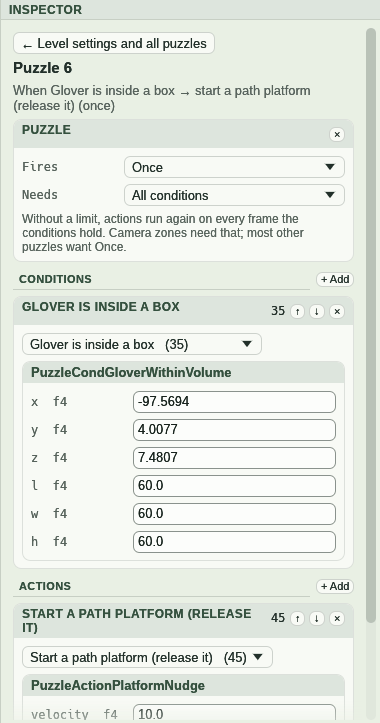 INSPECTOR
← Level settings and all puzzles
Puzzle 6
When Glover is inside a box → start a path platform
(release it) (once)
PUZZLE ×
Fires Once
Needs All conditions
Without a limit, actions run again on every frame the
conditions hold. Camera zones need that; most other
puzzles want Once.
CONDITIONS + Add
GLOVER IS INSIDE A BOX 35 ↑ ↓ ×
Glover is inside a box (35)
PuzzleCondGloverWithinVolume
x f4 -97.5694
y f4 4.0077
z f4 7.4807
l f4 60.0
w f4 60.0
h f4 60.0
ACTIONS + Add
START A PATH PLATFORM (RELEASE
IT) 45 ↑ ↓ ×
Start a path platform (release it) (45)
PuzzleActionPlatformNudge
velocity f4 10.0